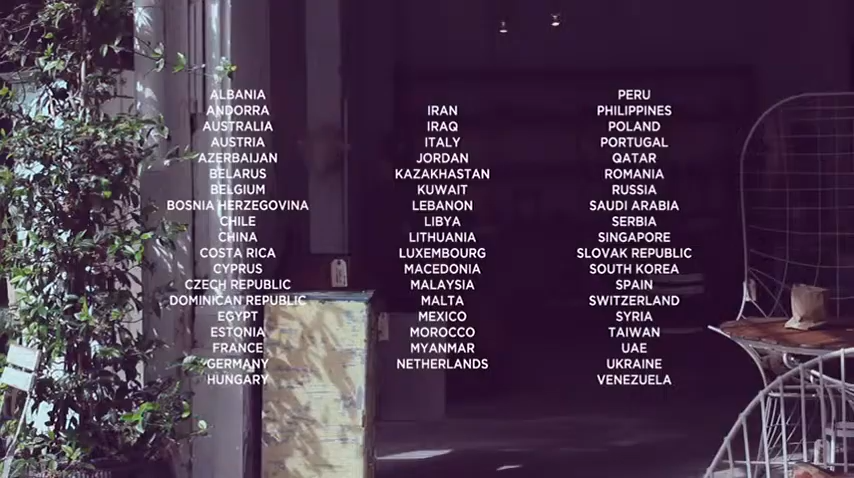 ALBANIA
ANDORRA
AUSTRALIA
AUSTRIA
AZERBAIJAN
BELARUS
BELGIUM
BOSNIA HERZEGOVINA
CHILE
CHINA
COSTA RICA
CYPRUS
CZECH REPUBLIC
DOMINICAN REPUBLIC
EGYPT
ESTONIA
FRANCE
GERMANY
HUNGARY
IRAN
IRAQ
ITALY
JORDAN
KAZAKHASTAN
KUWAIT
LEBANON
LIBYA
LITHUANIA
LUXEMBOURG
MACEDONIA
MALAYSIA
MALTA
MEXICO
MOROCCO
MYANMAR
NETHERLANDS
PERU
PHILIPPINES
POLAND
PORTUGAL
QATAR
ROMANIA
RUSSIA
SAUDI ARABIA
SERBIA
SINGAPORE
SLOVAK REPUBLIC
SOUTH KOREA
SPAIN
SWITZERLAND
SYRIA
TAIWAN
UAE
UKRAINE
VENEZUELA